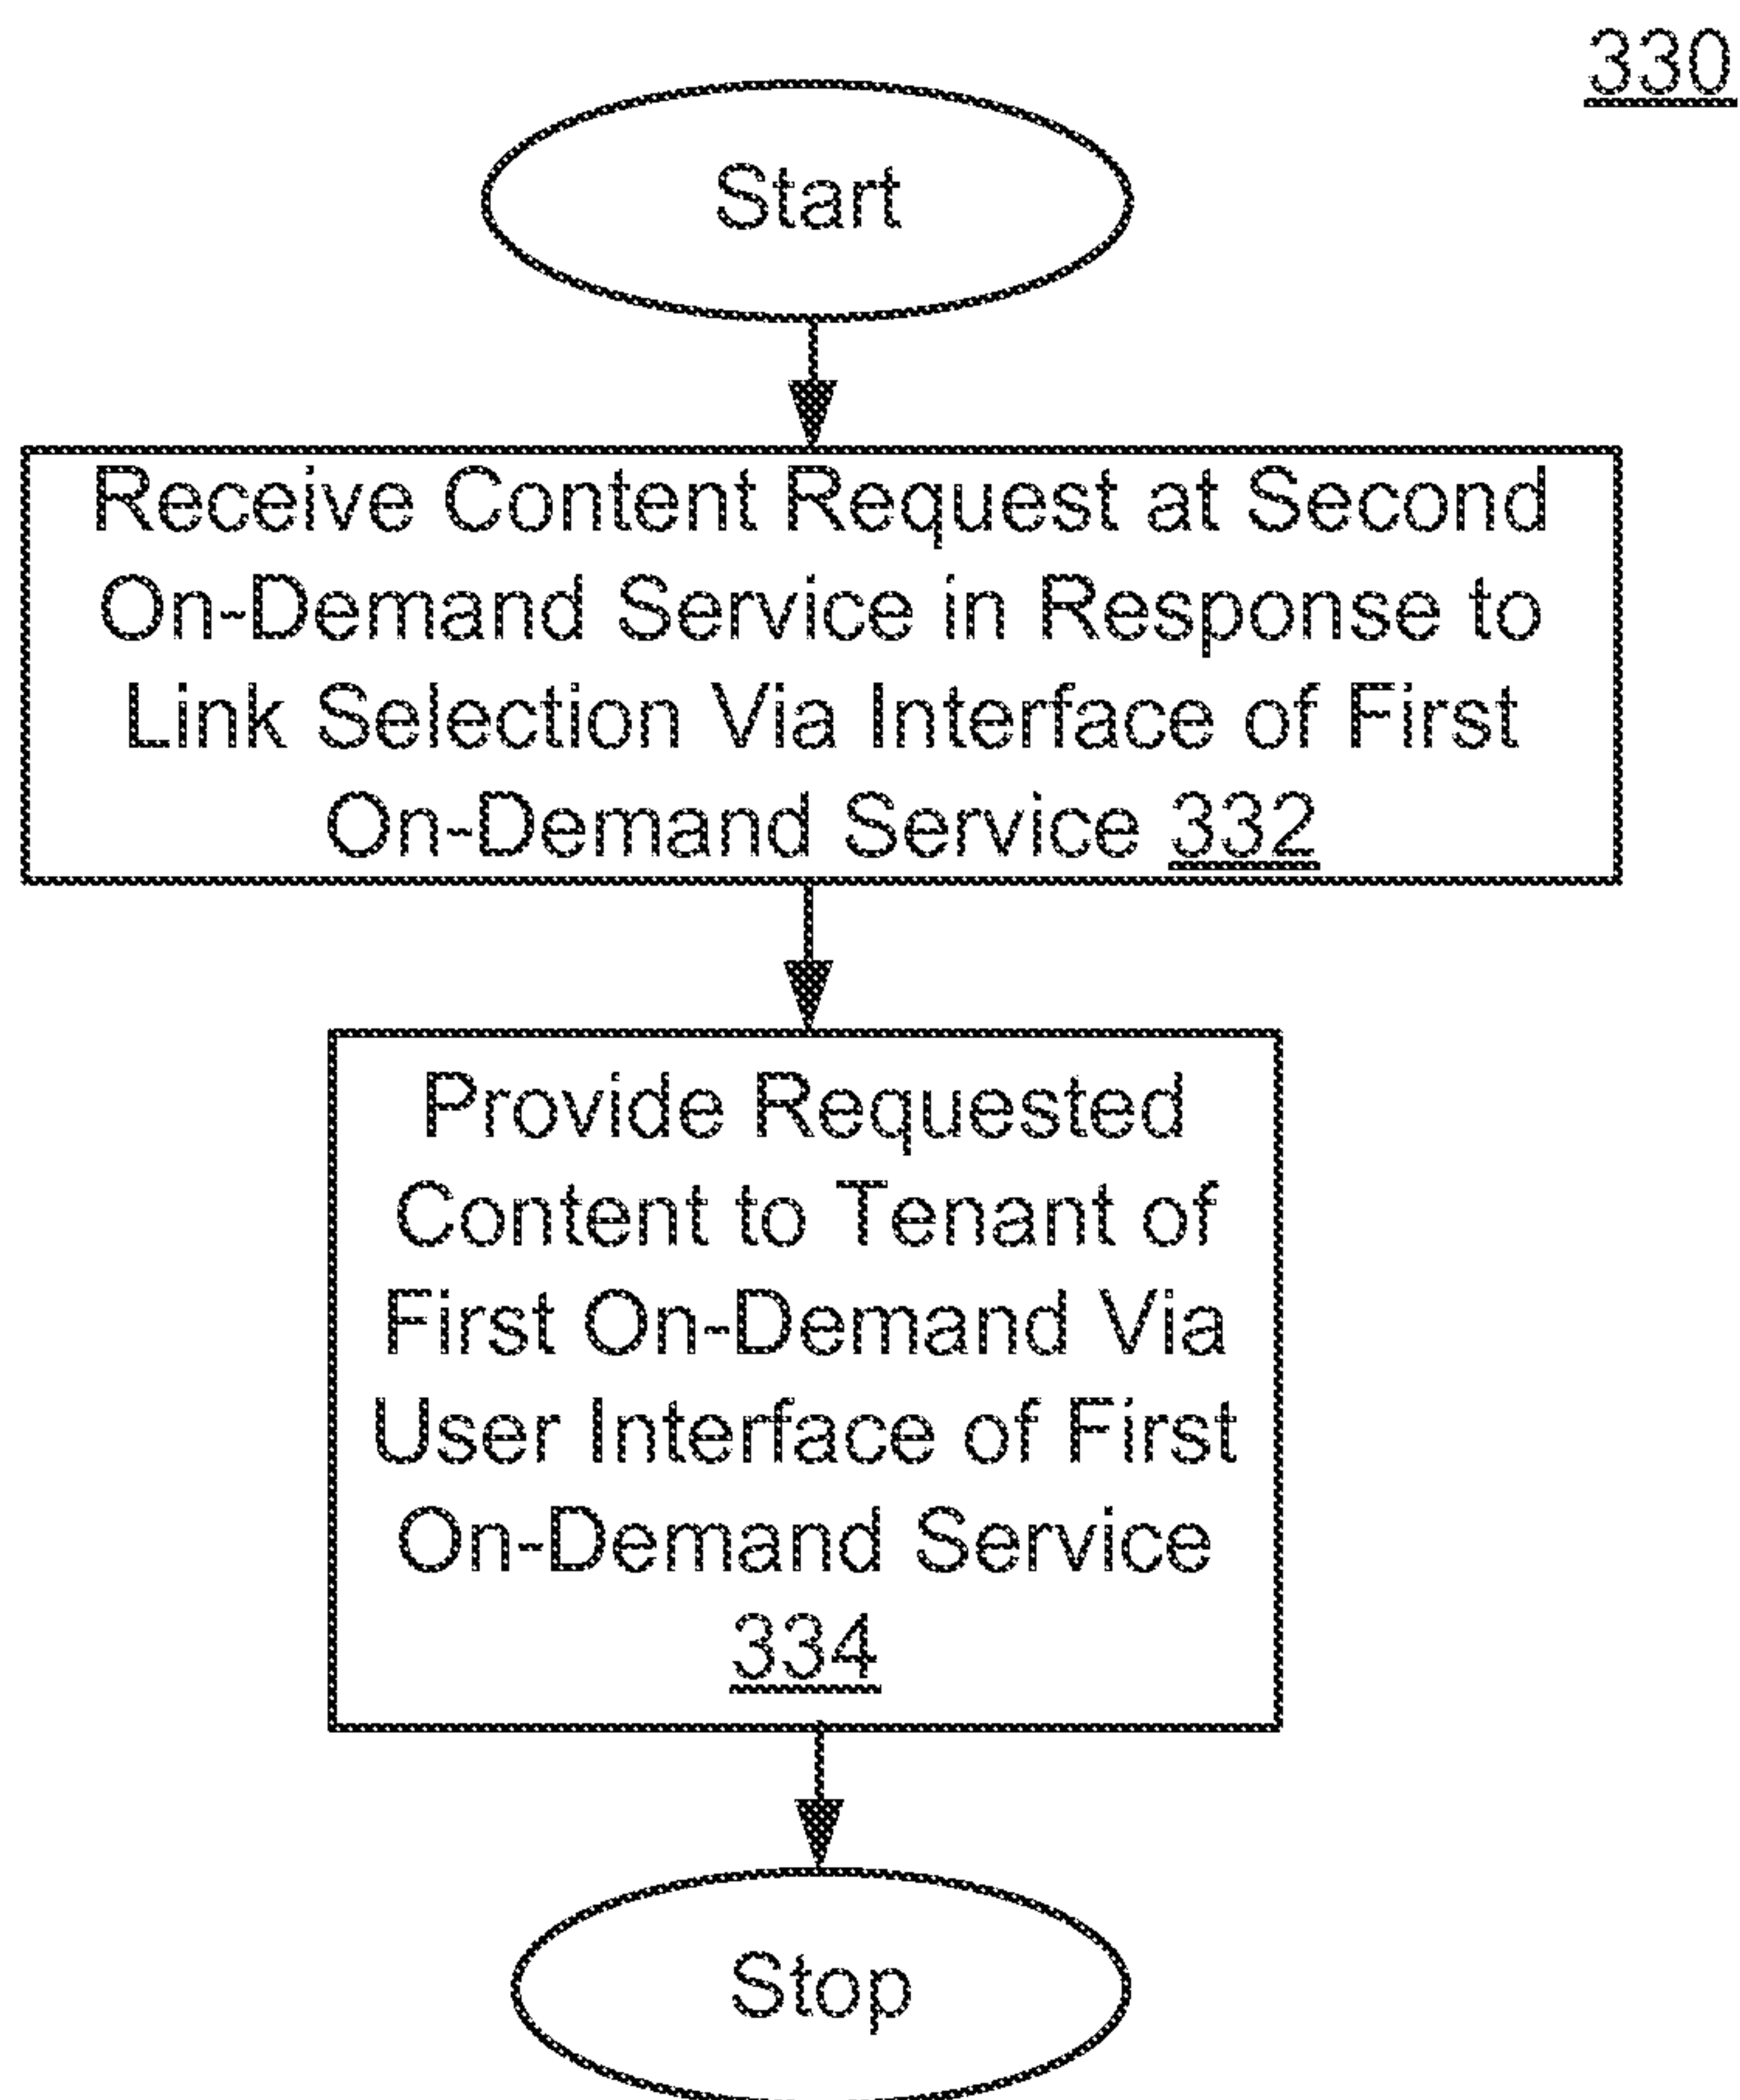 330
Start
Receive Content Request at Second
On-Demand Service in Response to
Link Selection Via Interface of First
On-Demand Service 332
Provide Requested
Content to Tenant of
First On-Demand Via
User Interface of First
On-Demand Service
334
Stop